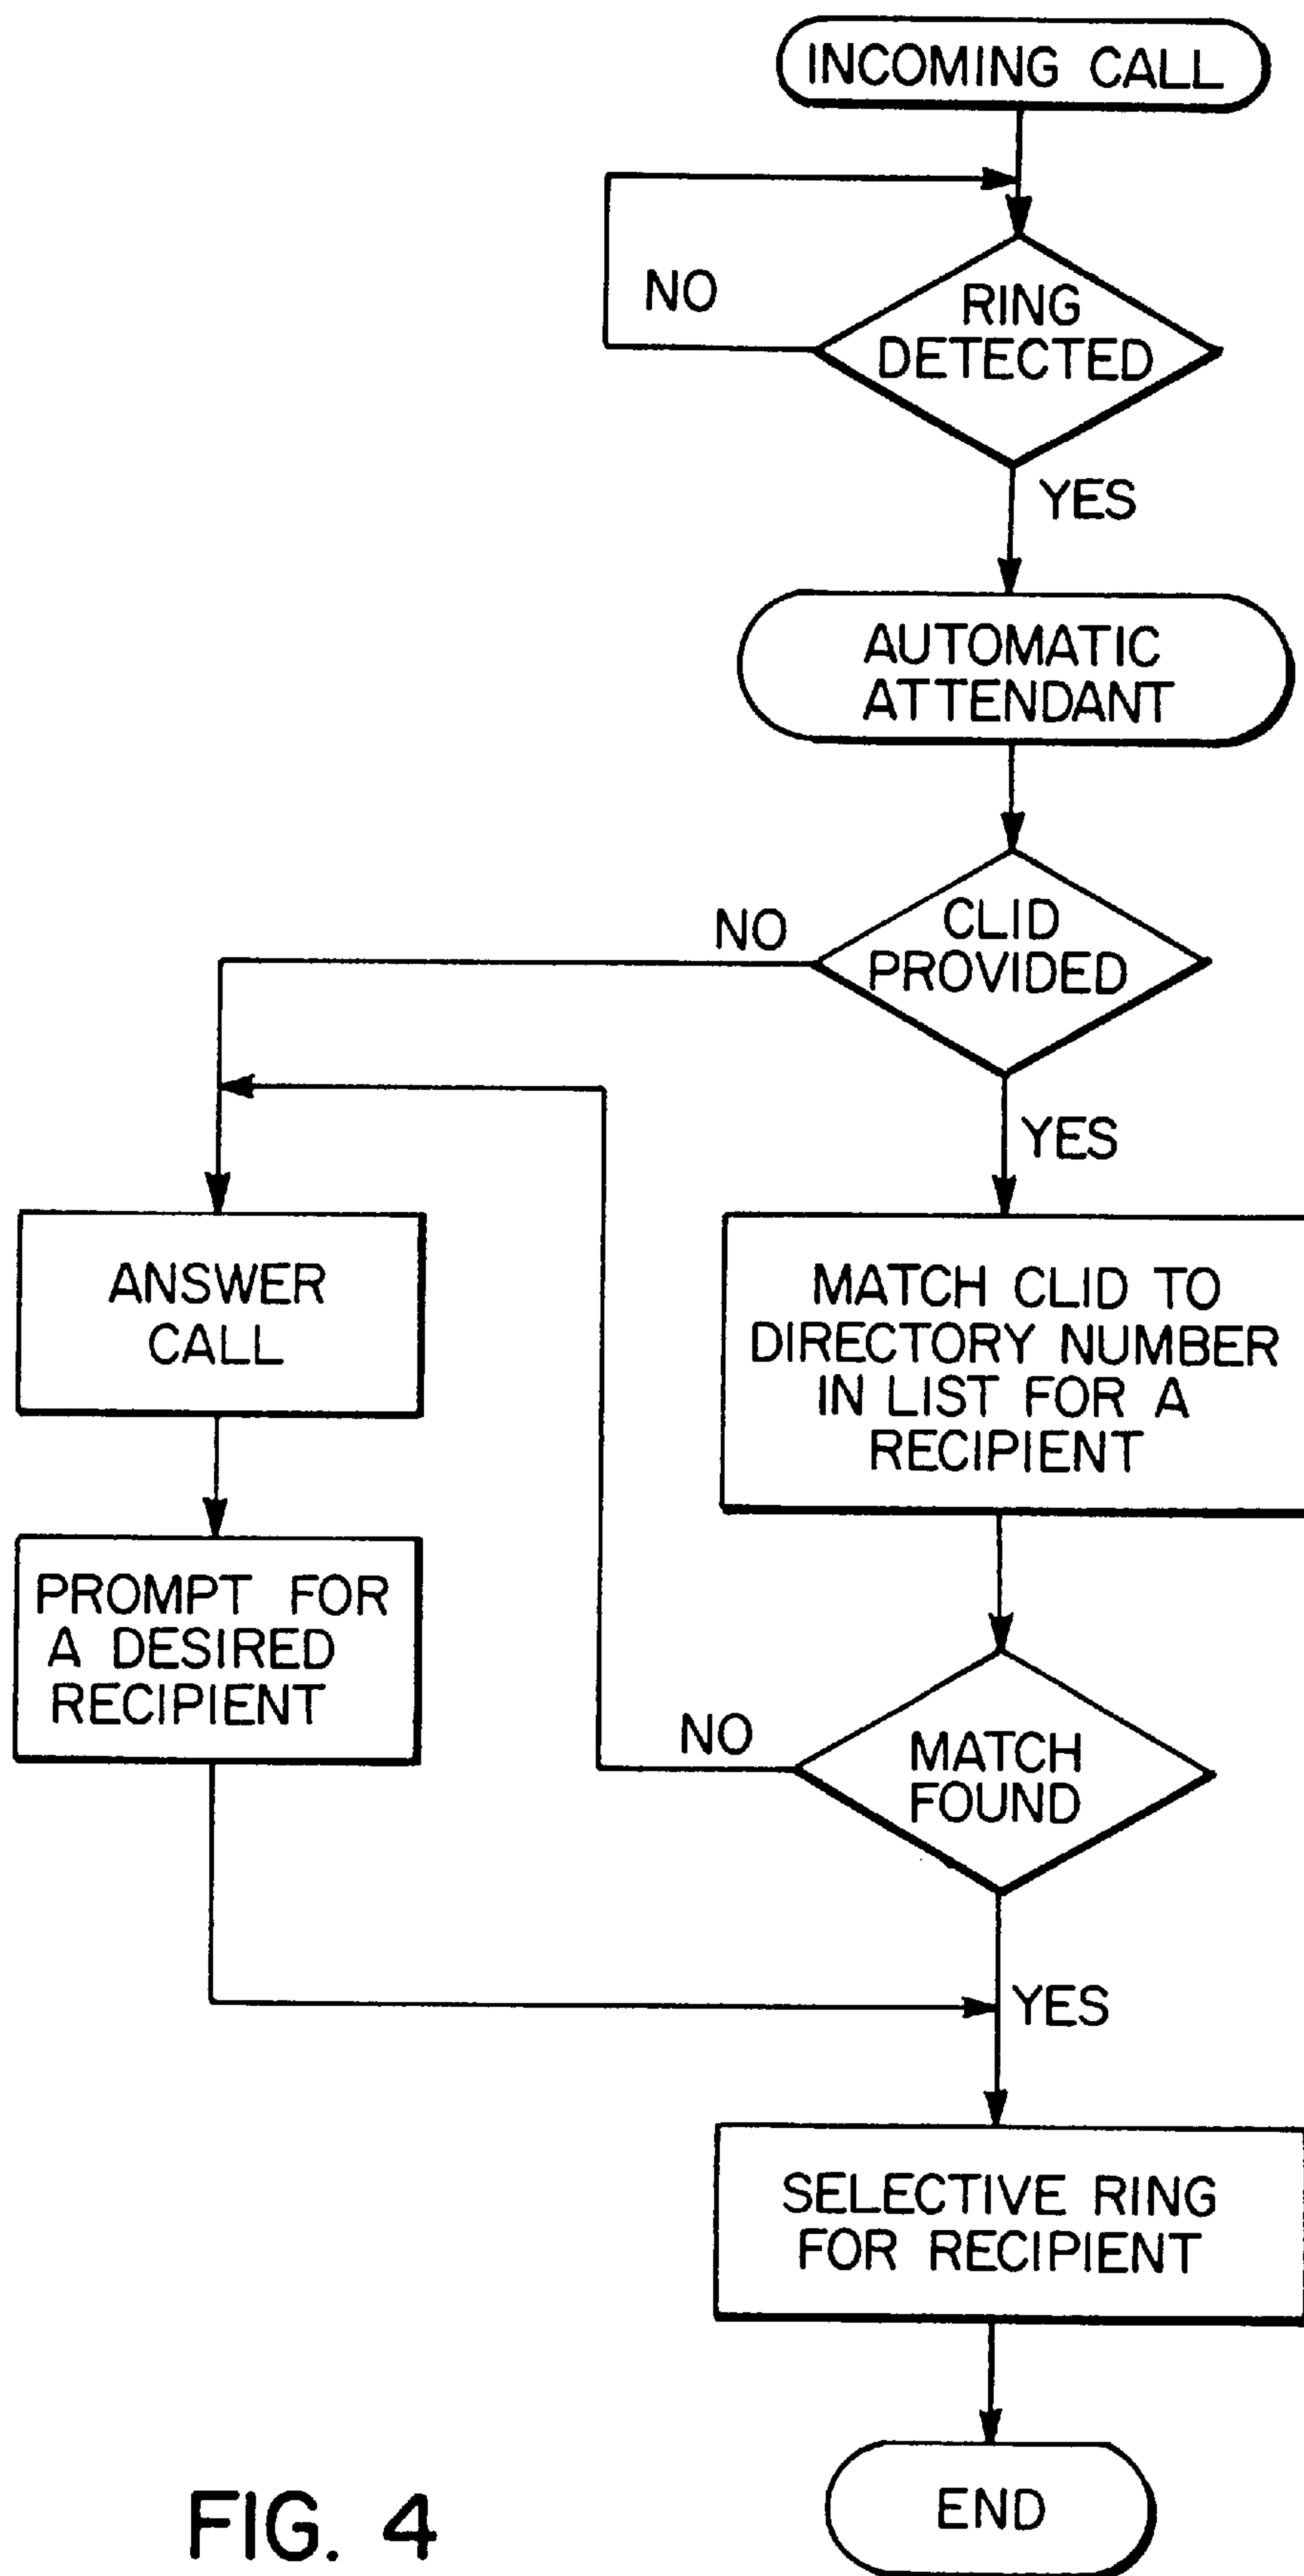 INCOMING CALL
NO
RING
DETECTED
YES
AUTOMATIC
ATTENDANT
NO
CLID
PROVIDED
YES
ANSWER
CALL
MATCH CLID TO
DIRECTORY NUMBER
IN LIST FOR A
RECIPIENT
PROMPT FOR
A DESIRED
RECIPIENT
NO
MATCH
FOUND
YES
SELECTIVE RING
FOR RECIPIENT
END
FIG. 4